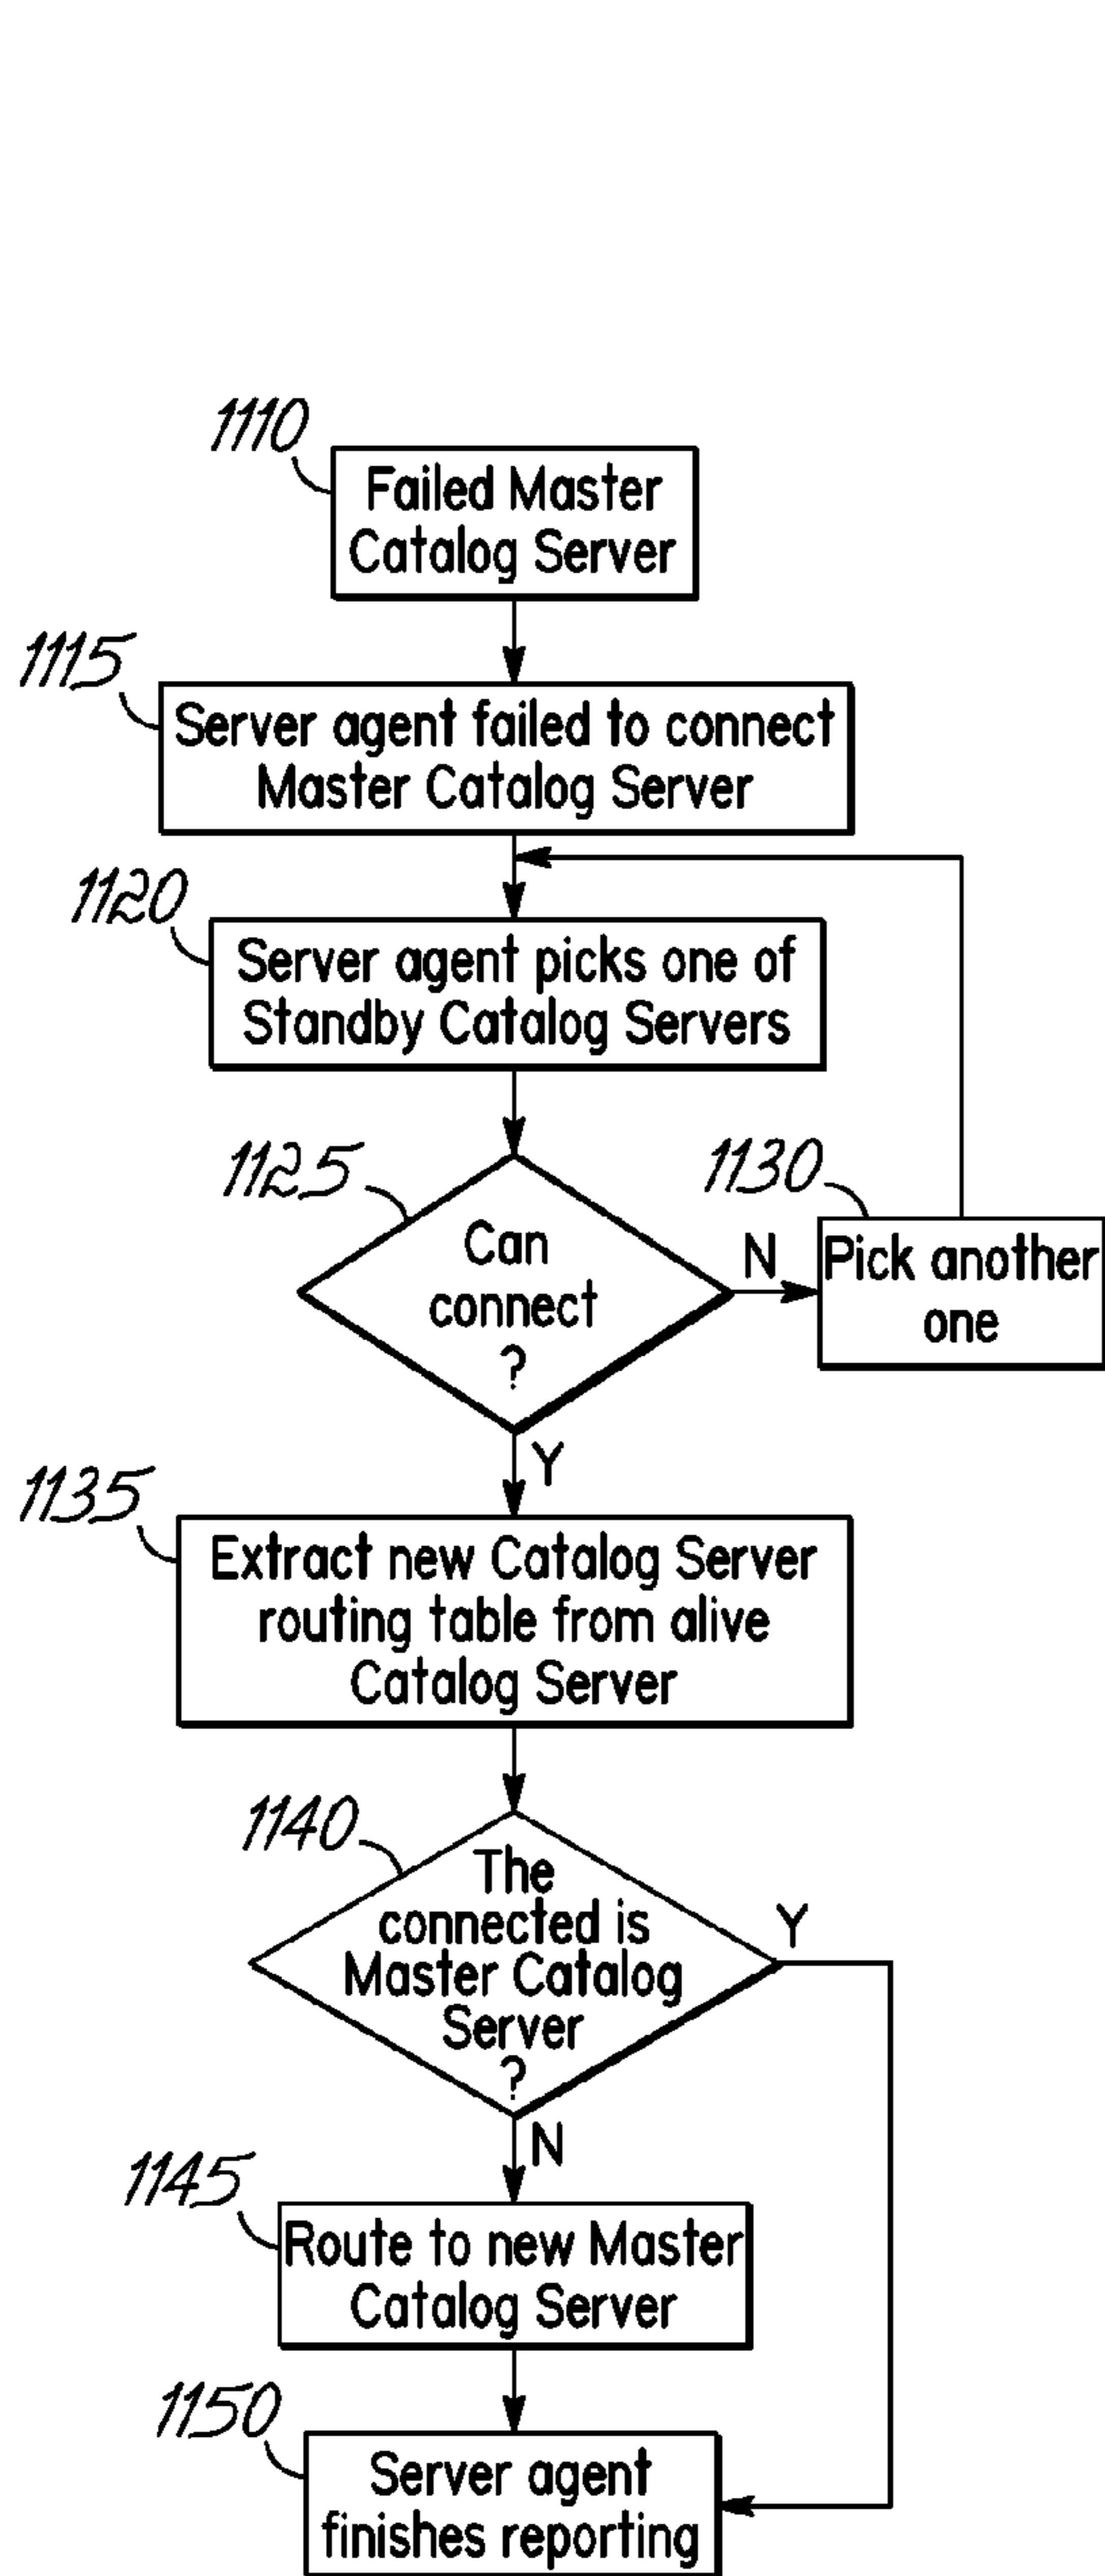 1110
Failed Master
Catalog Server
1115
Server agent failed to connect
Master Catalog Server
1120
Server agent picks one of
Standby Catalog Servers
1125
Can
connect
?
N
1130
Pick another
one
Y
1135
Extract new Catalog Server
routing table from alive
Catalog Server
1140
The
connected is
Master Catalog
Server
?
Y
N
1145
Route to new Master
Catalog Server
1150
Server agent
finishes reporting